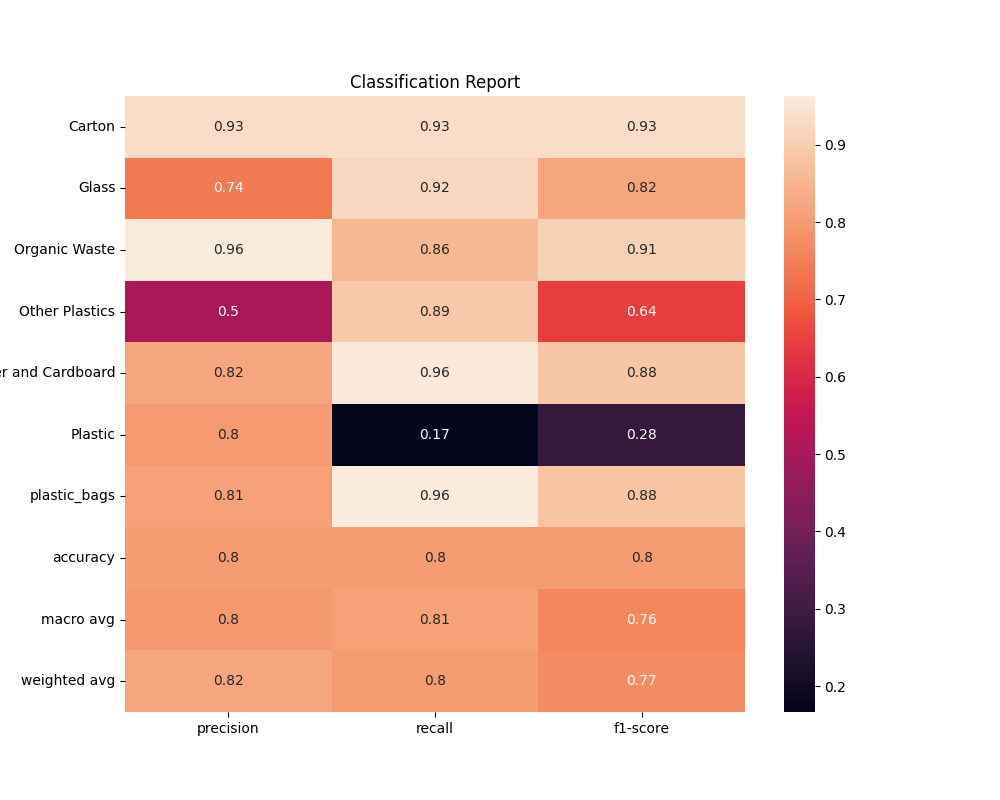 Classification Report
Carton 0.93 0.93 0.93
Glass 0.74 0.92 0.82
Organic Waste 0.96 0.86 0.91
Other Plastics 0.5 0.89 0.64
and Cardboard 0.82 0.96 0.88
Plastic 0.8 0.17 0.28
plastic_bags 0.81 0.96 0.88
accuracy 0.8 0.8 0.8
macro avg 0.8 0.81 0.76
weighted avg 0.82 0.8 0.77
precision recall f1-score
0.9
0.8
0.7
0.6
0.5
0.4
0.3
0.2